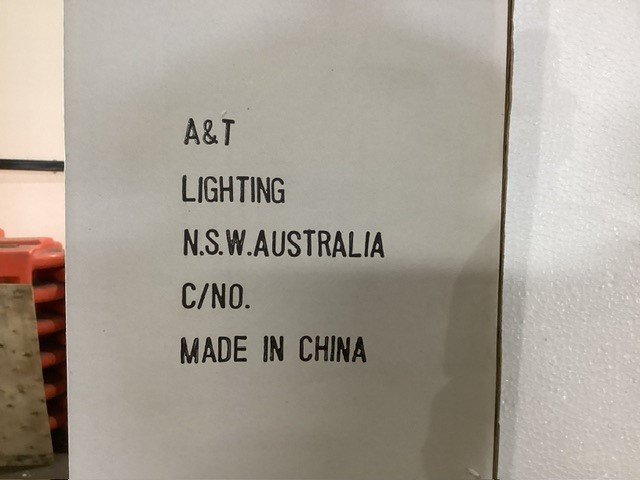 A&T
LIGHTING
N.S.W.AUSTRALIA
C/NO.
MADE IN CHINA